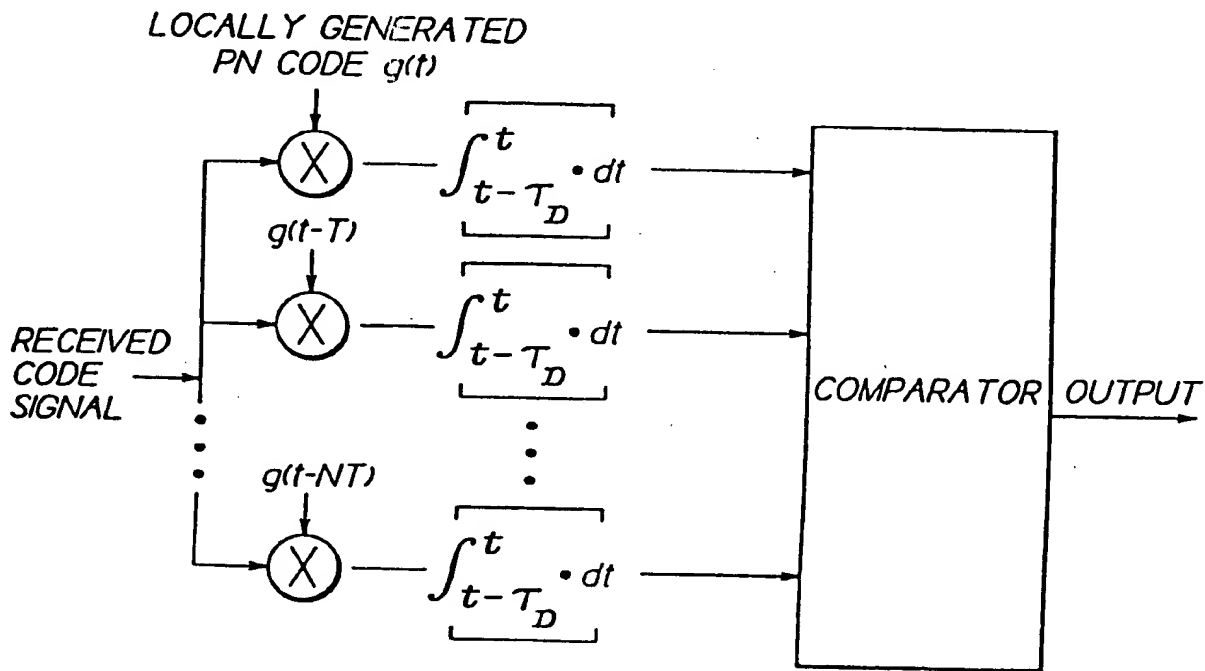 LOCALLY GENERATED
PN CODE g(t)
X
∫ t t-τ_D • dt
g(t-T)
X
∫ t t-τ_D • dt
RECEIVED
CODE
SIGNAL
COMPARATOR
OUTPUT
g(t-NT)
X
∫ t t-τ_D • dt